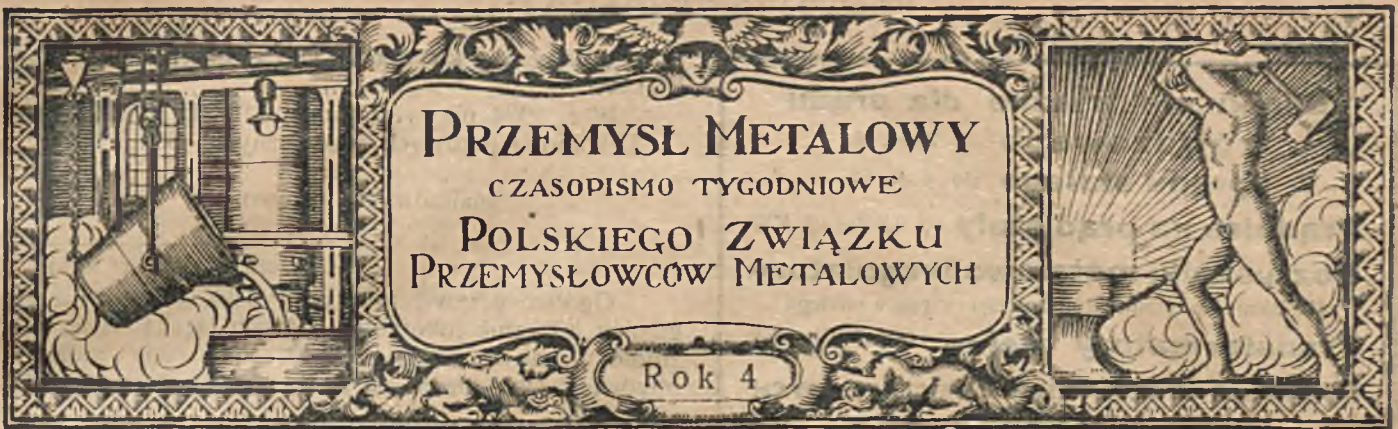 PRZEMYSŁ METALOWY
CZASOPISMO TYGODNIOWE
POLSKIEGO ZWIĄZKU
PRZEMYSŁOWCÓW METALOWYCH
Rok 4